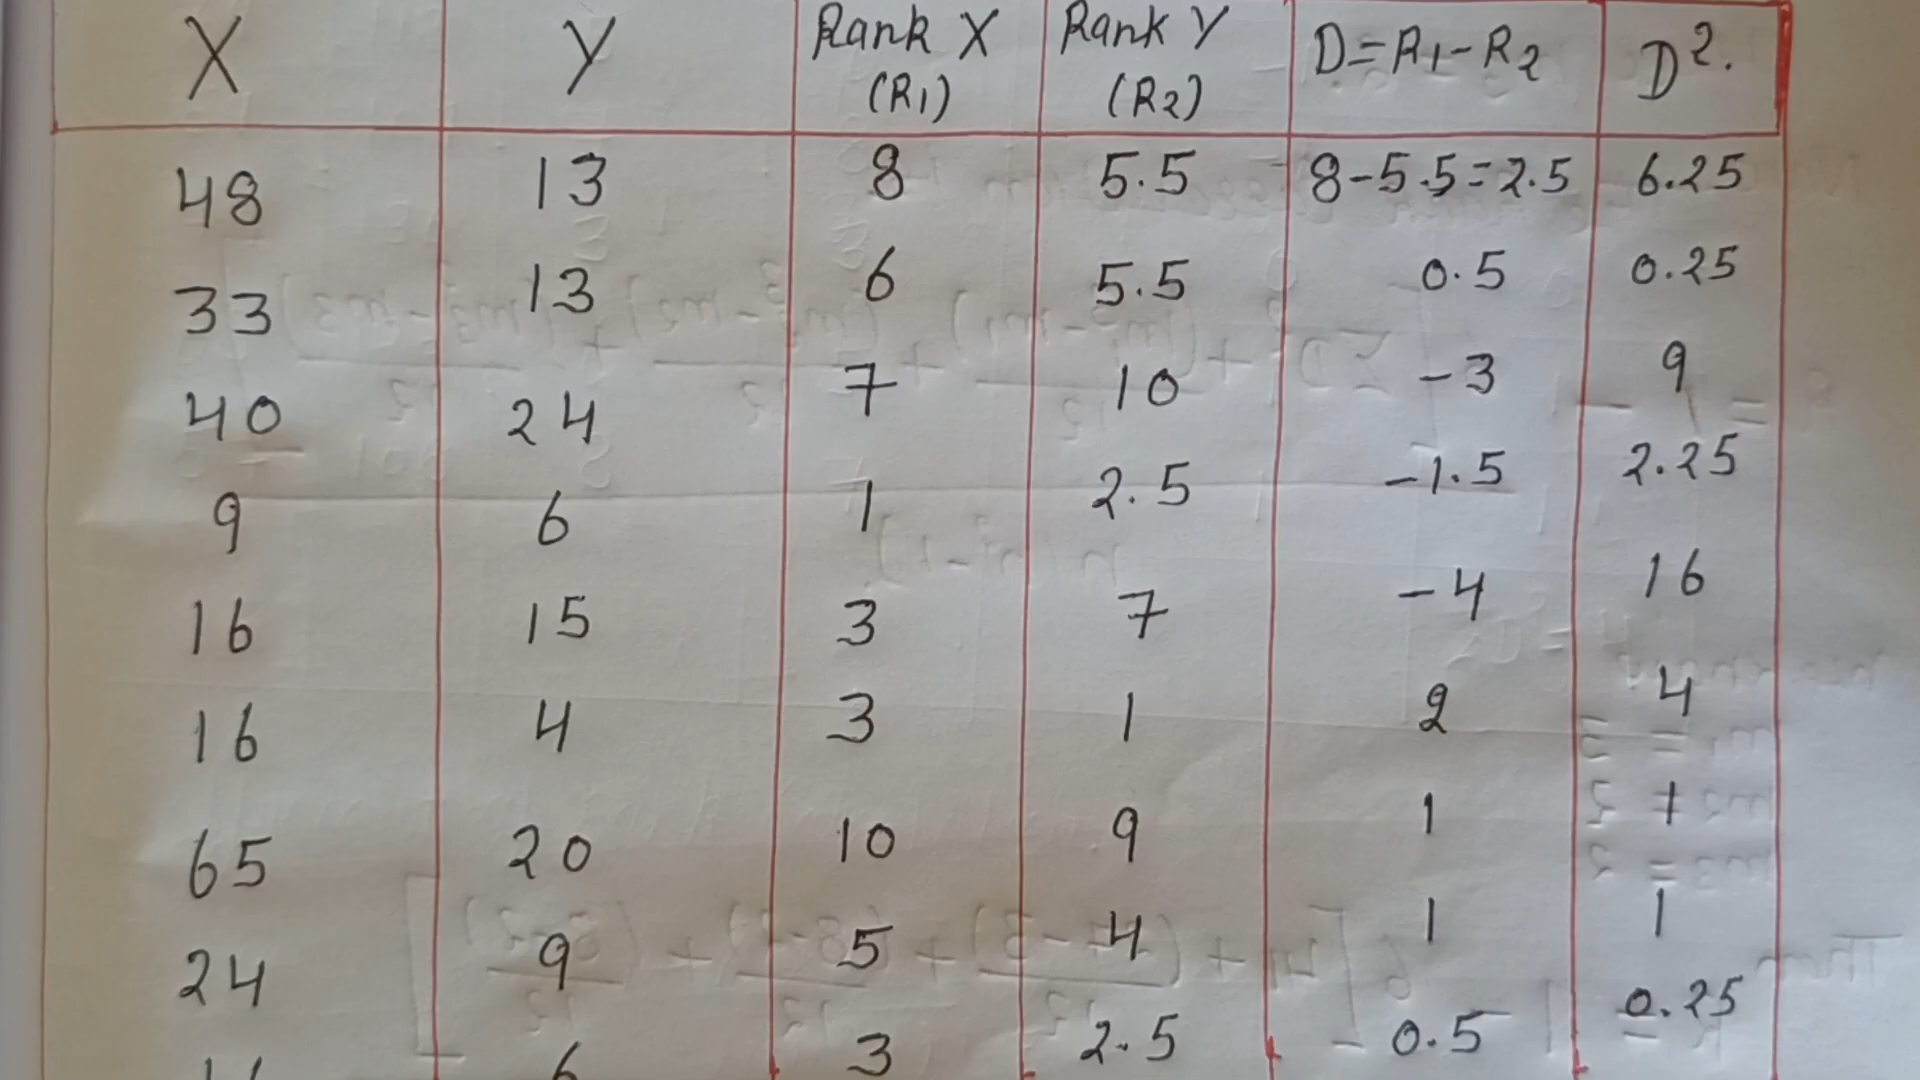 X Y Rank X (R1) Rank Y (R2) D=R1-R2 D².
48 13 8 5.5 8-5.5=2.5 6.25
33 13 6 5.5 0.5 0.25
40 24 7 10 -3 9
9 6 1 2.5 -1.5 2.25
16 15 3 7 -4 16
16 4 3 1 2 4
65 20 10 9 1 1
24 9 5 4 1 1
6 3 2.5 0.5 0.25